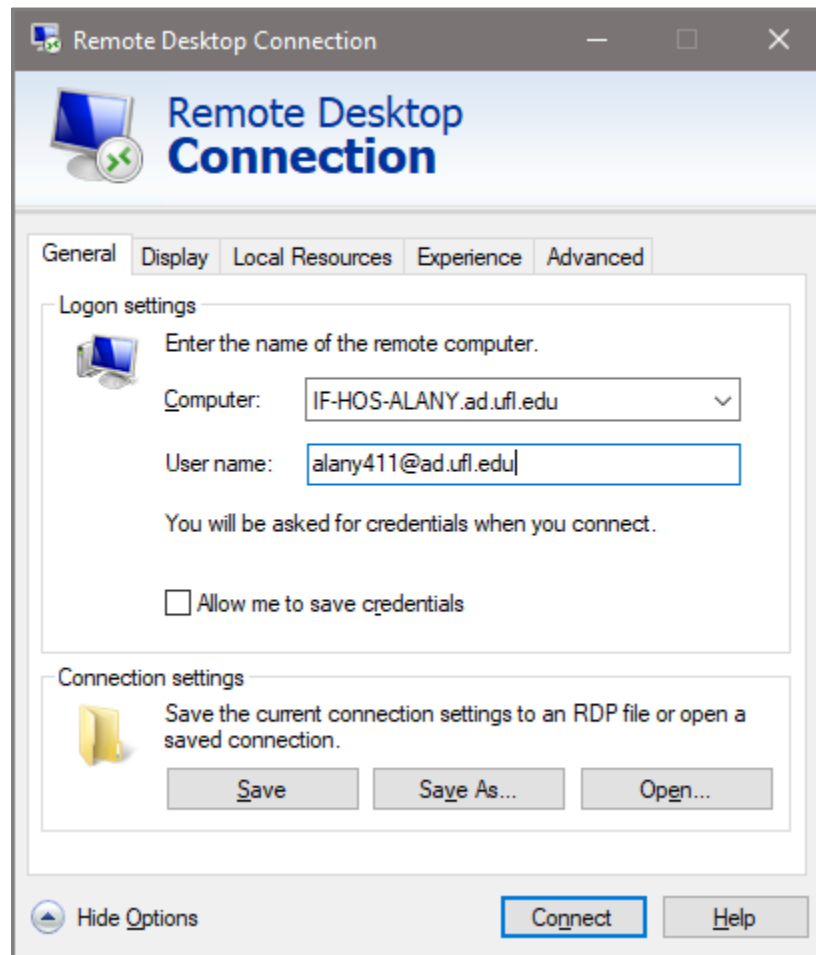 Remote Desktop Connection
Remote Desktop
Connection
General Display Local Resources Experience Advanced
Logon settings
Enter the name of the remote computer.
Computer: IF-HOS-ALANY.ad.ufl.edu
User name: alany411@ad.ufl.edu
You will be asked for credentials when you connect.
Allow me to save credentials
Connection settings
Save the current connection settings to an RDP file or open a
saved connection.
Save Save As... Open...
Hide Options Connect Help